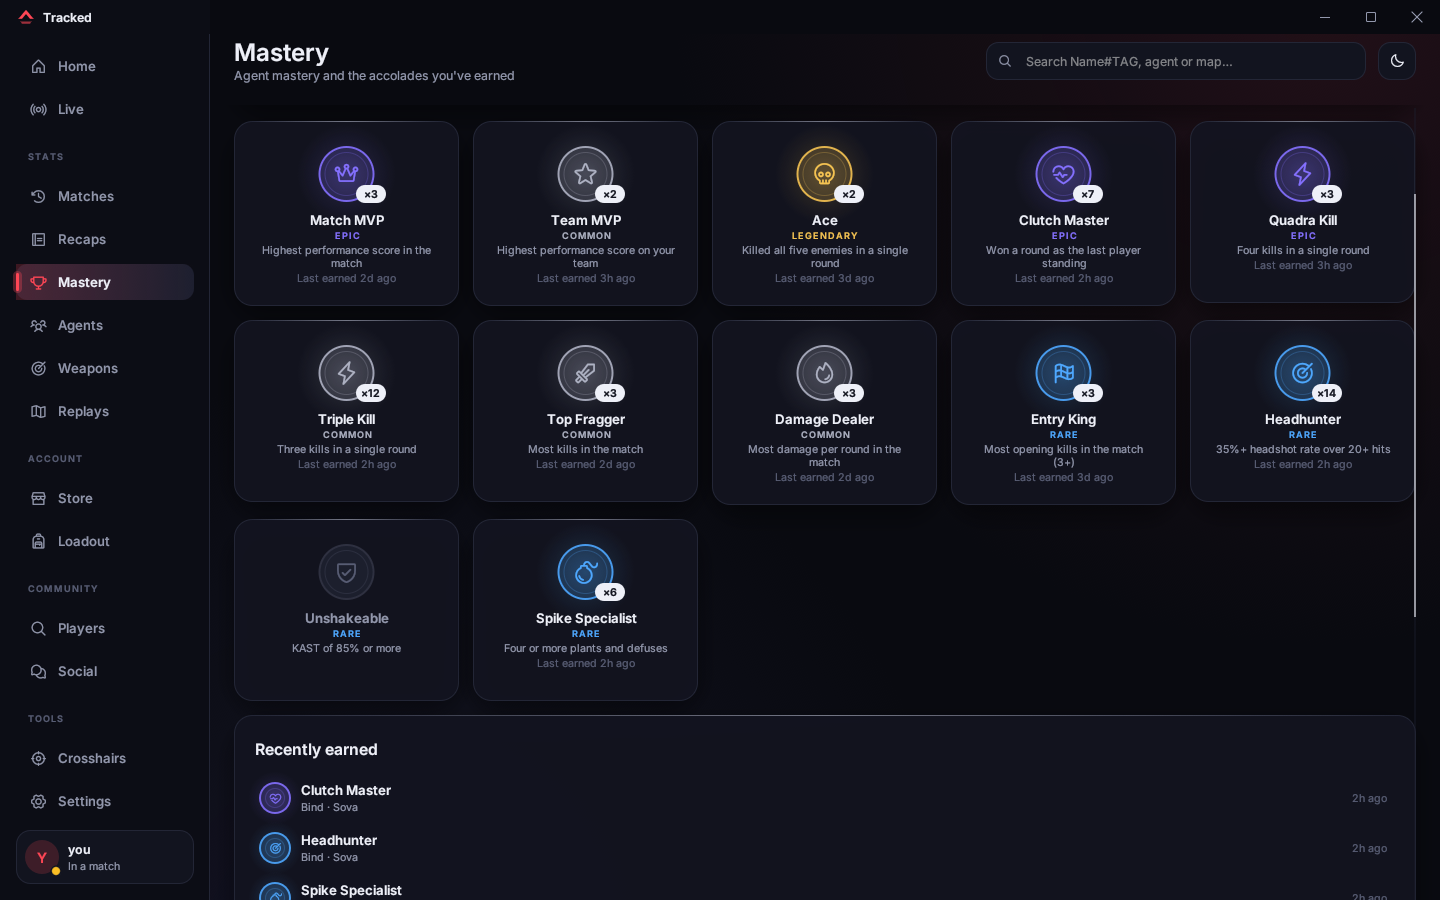 Tracked
Home
Live
STATS
Matches
Recaps
Mastery
Agents
Weapons
Replays
ACCOUNT
Store
Loadout
COMMUNITY
Players
Social
TOOLS
Crosshairs
Settings
Y
you
In a match
Mastery
Agent mastery and the accolades you've earned
Search Name#TAG, agent or map...
×3
Match MVP
EPIC
Highest performance score in the
match
Last earned 2d ago
×2
Team MVP
COMMON
Highest performance score on your
team
Last earned 3h ago
×2
Ace
LEGENDARY
Killed all five enemies in a single
round
Last earned 3d ago
×7
Clutch Master
EPIC
Won a round as the last player
standing
Last earned 2h ago
×3
Quadra Kill
EPIC
Four kills in a single round
Last earned 3h ago
×12
Triple Kill
COMMON
Three kills in a single round
Last earned 2h ago
×3
Top Fragger
COMMON
Most kills in the match
Last earned 2d ago
×3
Damage Dealer
COMMON
Most damage per round in the
match
Last earned 2d ago
×3
Entry King
RARE
Most opening kills in the match
(3+)
Last earned 3d ago
×14
Headhunter
RARE
35%+ headshot rate over 20+ hits
Last earned 2h ago
Unshakeable
RARE
KAST of 85% or more
×6
Spike Specialist
RARE
Four or more plants and defuses
Last earned 2h ago
Recently earned
Clutch Master
Bind · Sova
2h ago
Headhunter
Bind · Sova
2h ago
Spike Specialist
2h ago